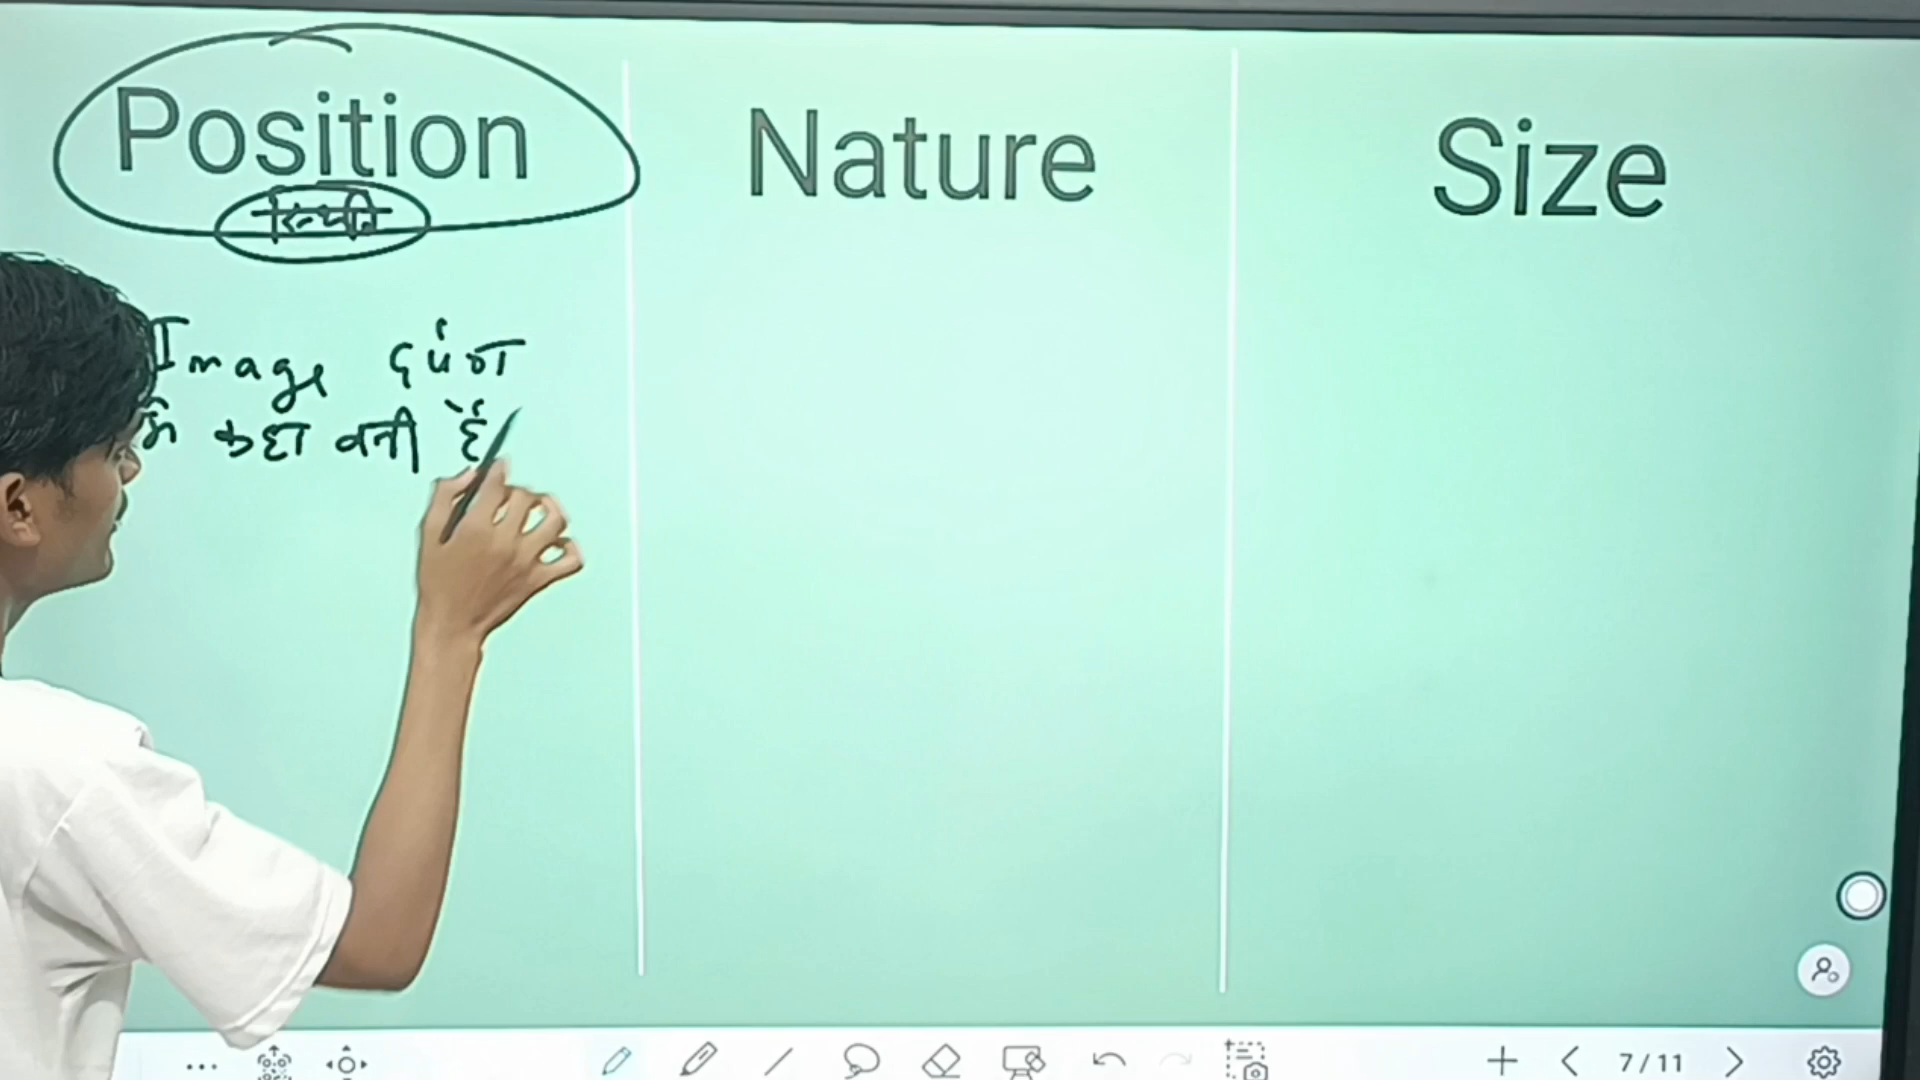 Position
Nature
Size
स्थिति
Image दर्पण
में कहा बनी हैं
7/11